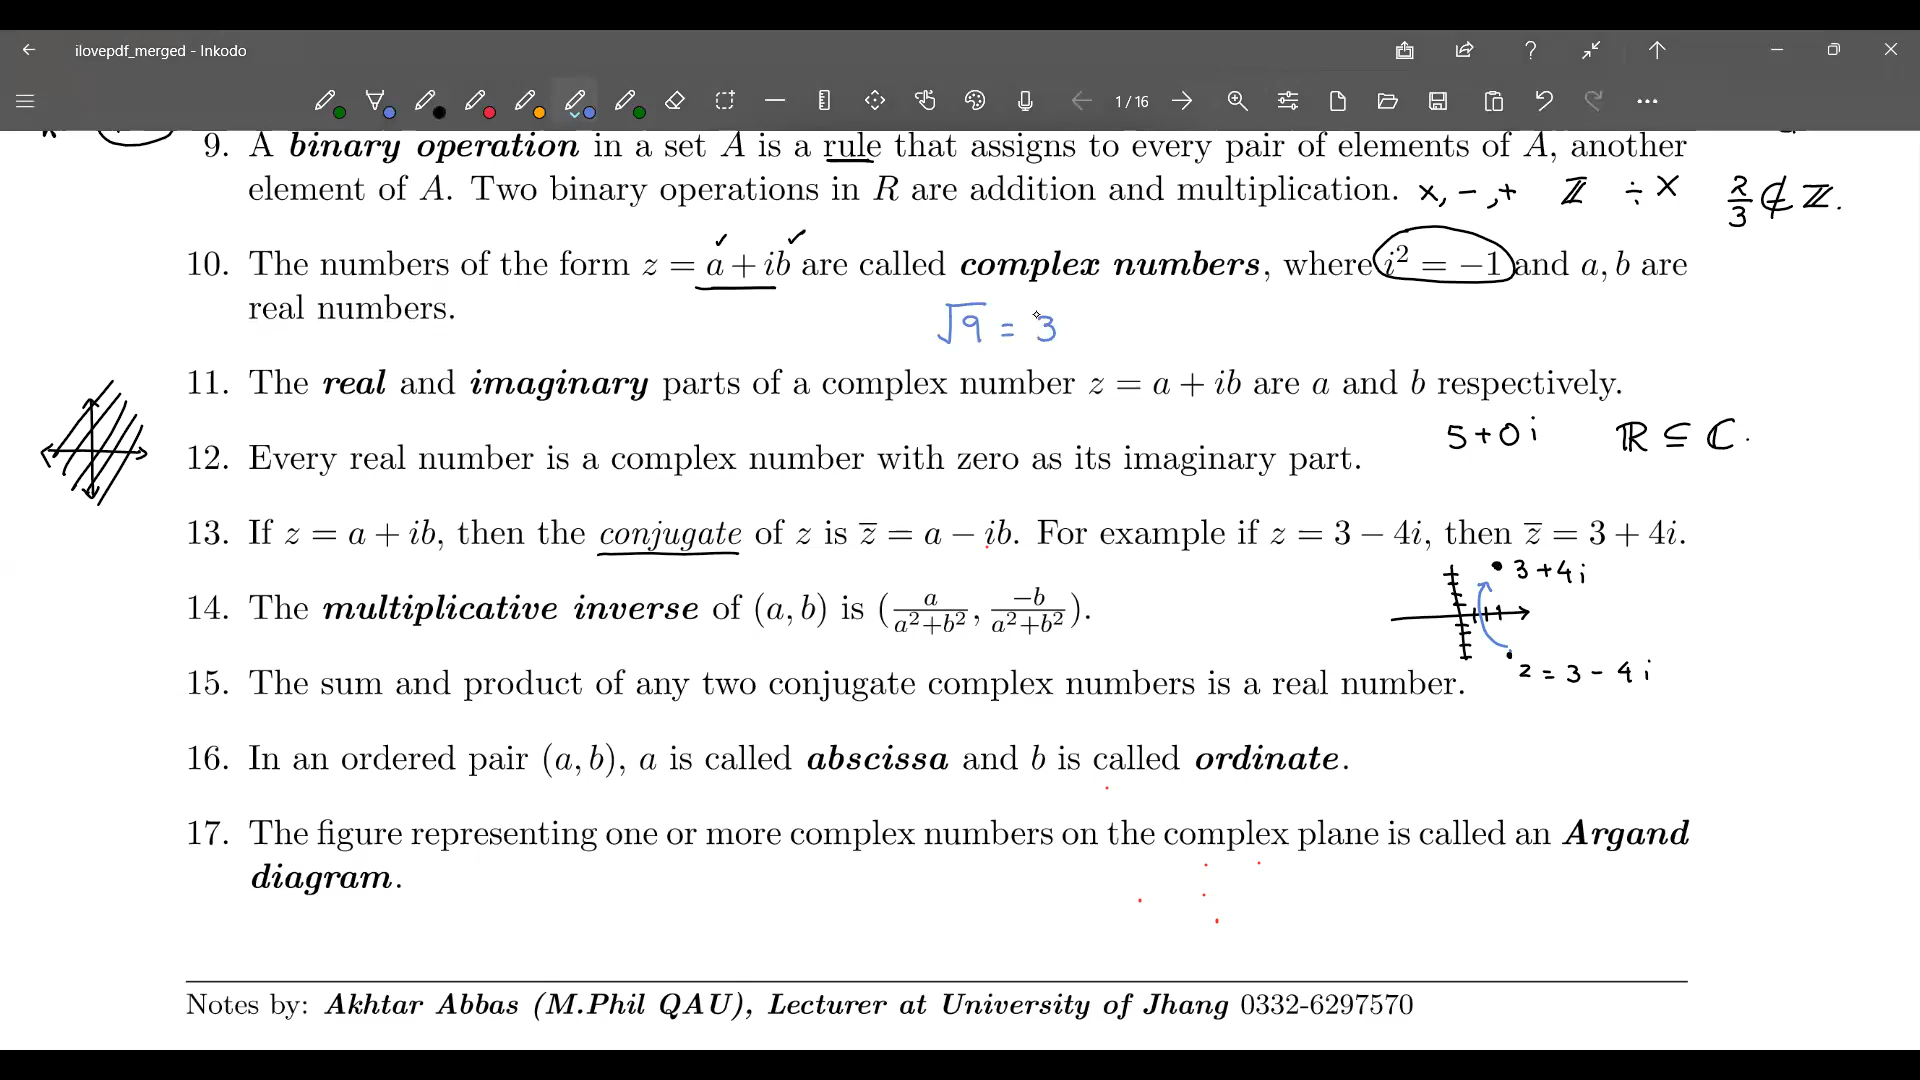 ilovepdf_merged - Inkodo
1 / 16
9. A binary operation in a set A is a rule that assigns to every pair of elements of A, another
element of A. Two binary operations in R are addition and multiplication. ×, -, + ℤ ÷ × 2/3 ∉ ℤ.
10. The numbers of the form z = a + ib are called complex numbers, where i² = −1 and a, b are
real numbers.
√9 = 3
11. The real and imaginary parts of a complex number z = a + ib are a and b respectively.
5+0i ℝ ⊆ ℂ.
12. Every real number is a complex number with zero as its imaginary part.
13. If z = a + ib, then the conjugate of z is z̅ = a − ib. For example if z = 3 − 4i, then z̅ = 3 + 4i.
3+4i
14. The multiplicative inverse of (a, b) is (a/(a²+b²), −b/(a²+b²)).
z = 3 - 4i
15. The sum and product of any two conjugate complex numbers is a real number.
16. In an ordered pair (a, b), a is called abscissa and b is called ordinate.
17. The figure representing one or more complex numbers on the complex plane is called an Argand
diagram.
Notes by: Akhtar Abbas (M.Phil QAU), Lecturer at University of Jhang 0332-6297570